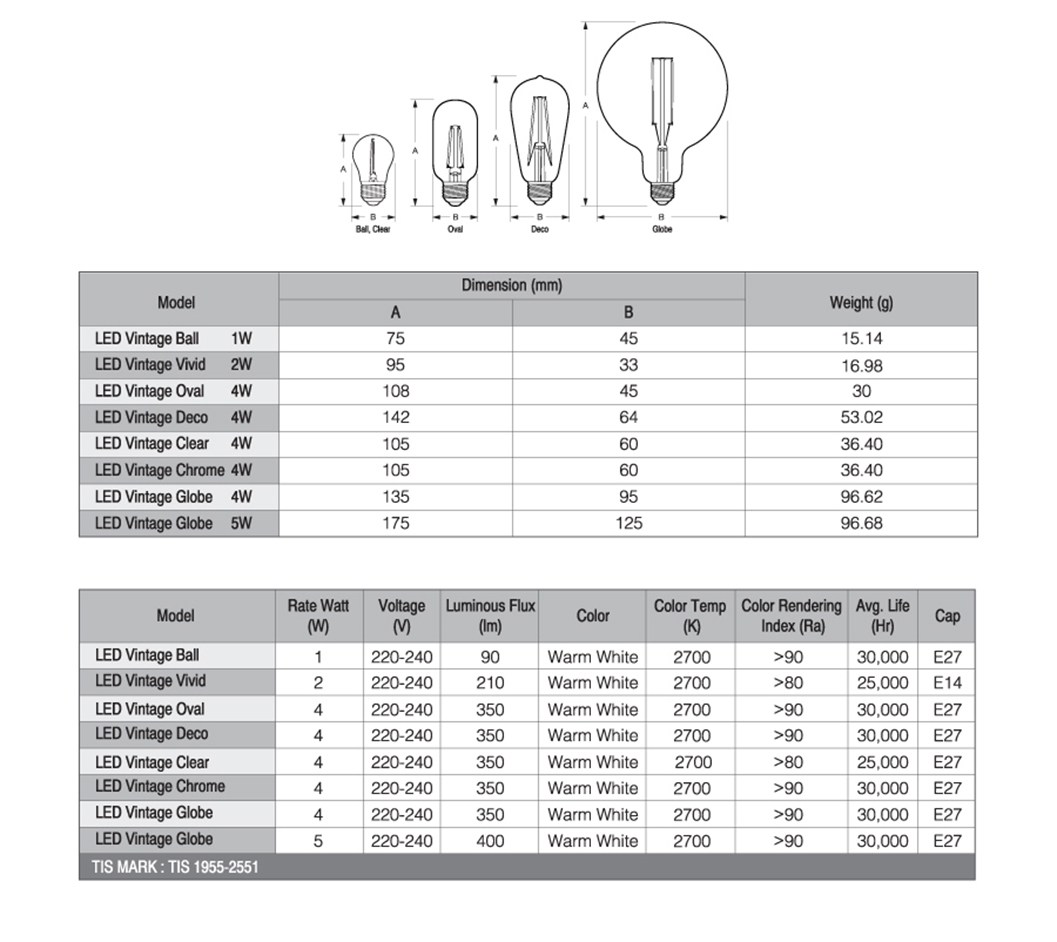 A
A
A
A
B
B
B
B
Ball, Clear Oval Deco Globe
Model Dimension (mm) Weight (g)
A B
LED Vintage Ball 1W 75 45 15.14
LED Vintage Vivid 2W 95 33 16.98
LED Vintage Oval 4W 108 45 30
LED Vintage Deco 4W 142 64 53.02
LED Vintage Clear 4W 105 60 36.40
LED Vintage Chrome 4W 105 60 36.40
LED Vintage Globe 4W 135 95 96.62
LED Vintage Globe 5W 175 125 96.68
Model Rate Watt (W) Voltage (V) Luminous Flux (lm) Color Color Temp (K) Color Rendering Index (Ra) Avg. Life (Hr) Cap
LED Vintage Ball 1 220-240 90 Warm White 2700 >90 30,000 E27
LED Vintage Vivid 2 220-240 210 Warm White 2700 >80 25,000 E14
LED Vintage Oval 4 220-240 350 Warm White 2700 >90 30,000 E27
LED Vintage Deco 4 220-240 350 Warm White 2700 >90 30,000 E27
LED Vintage Clear 4 220-240 350 Warm White 2700 >80 25,000 E27
LED Vintage Chrome 4 220-240 350 Warm White 2700 >90 30,000 E27
LED Vintage Globe 4 220-240 350 Warm White 2700 >90 30,000 E27
LED Vintage Globe 5 220-240 400 Warm White 2700 >90 30,000 E27
TIS MARK : TIS 1955-2551